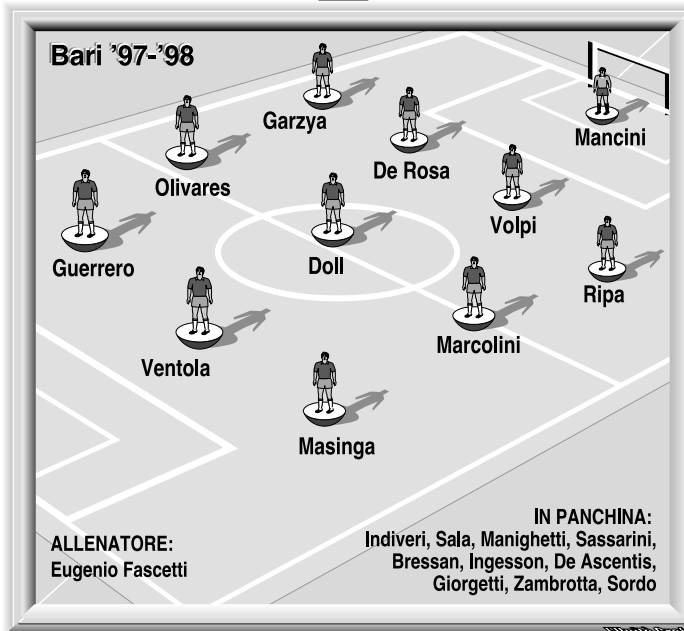 Bari '97-'98
Garzya
Mancini
De Rosa
Olivares
Volpi
Guerrero
Doll
Ripa
Marcolini
Ventola
Masinga
ALLENATORE:
Eugenio Fascetti
IN PANCHINA:
Indiveri, Sala, Manighetti, Sassarini,
Bressan, Ingesson, De Ascentis,
Giorgetti, Zambrotta, Sordo